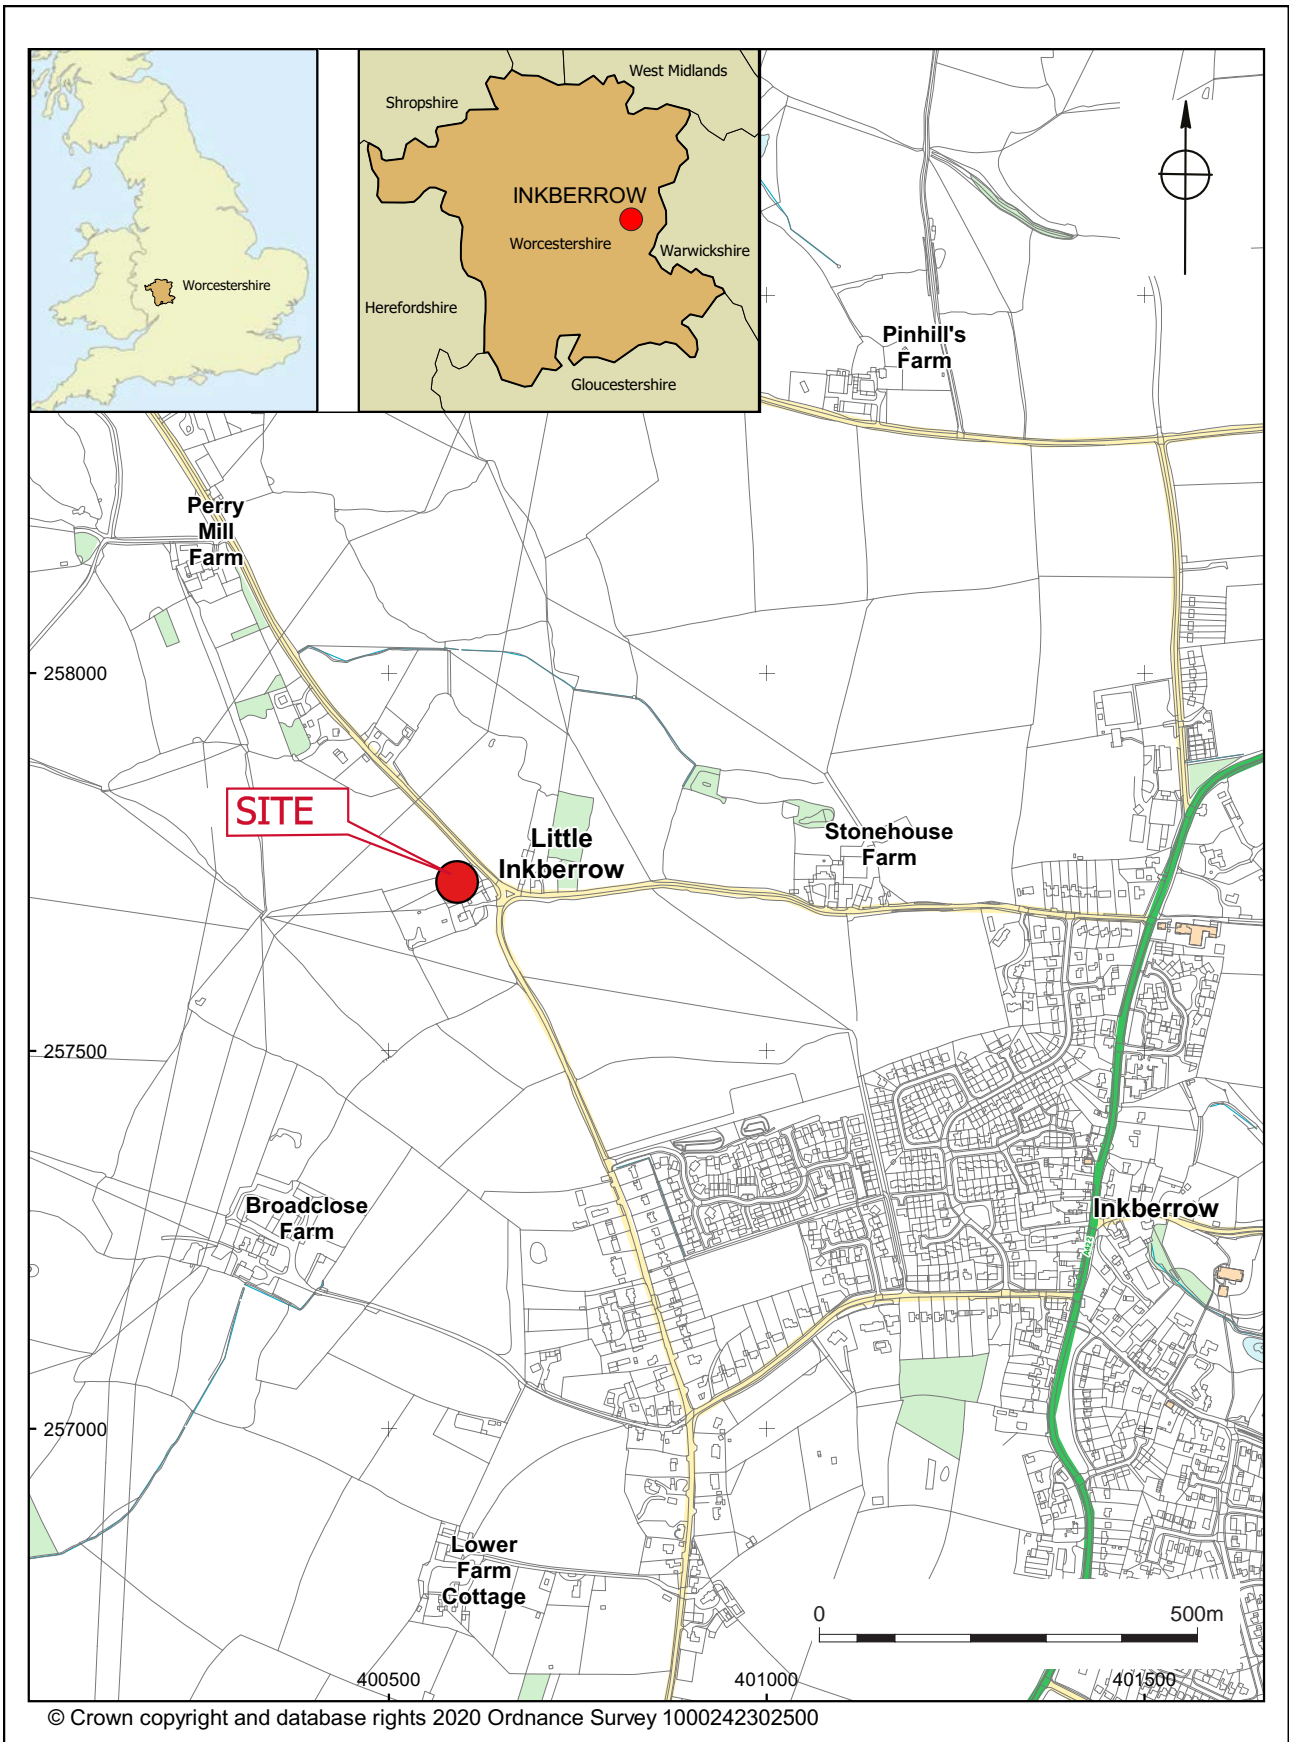 West Midlands
Shropshire
INKBERROW
Worcestershire
Warwickshire
Worcestershire
Herefordshire
Gloucestershire
Pinhill's
Farm
Perry
Mill
Farm
258000
SITE
Little
Inkberrow
Stonehouse
Farm
257500
Broadclose
Farm
Inkberrow
A422
257000
Lower
Farm
Cottage
0
500m
400500
401000
401500
© Crown copyright and database rights 2020 Ordnance Survey 1000242302500